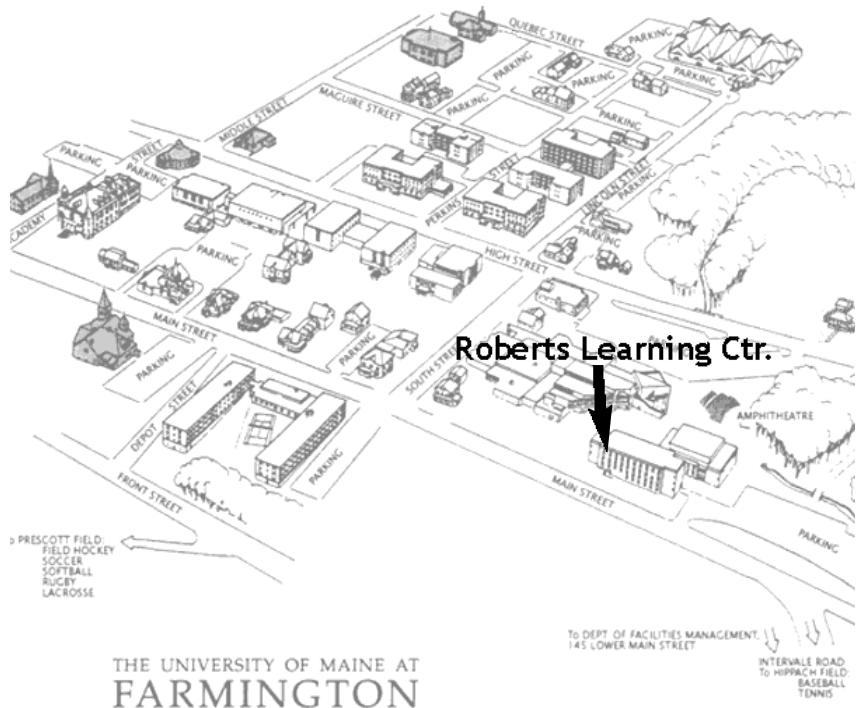 QUEBEC STREET
PARKING
PARKING
PARKING
PARKING
PARKING
MAGUIRE STREET
MIDDLE STREET
PARKING
STREET
PARKING
PERKINS STREET
LINCOLN STREET
PARKING
CADEMY
PARKING
PARKING
HIGH STREET
MAIN STREET
PARKING
SOUTH STRE
Roberts Learning Ctr.
PARKING
AMPHITHEATRE
DEPOT STREET
PARKING
FRONT STREET
MAIN STREET
PARKING
O PRESCOTT FIELD:
FIELD HOCKEY
SOCCER
SOFTBALL
RUGBY
LACROSSE
TO DEPT OF FACILITIES MANAGEMENT,
145 LOWER MAIN STREET
INTERVALE ROAD
TO HIPPACH FIELD:
BASEBALL
TENNIS
THE UNIVERSITY OF MAINE AT
FARMINGTON